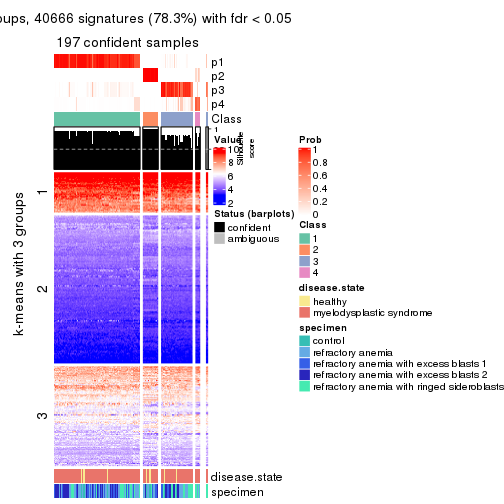 oups, 40666 signatures (78.3%) with fdr < 0.05
197 confident samples
p1
p2
p3
p4
Class
1
Silhouette
score
k-means with 3 groups
1
2
3
disease.state
specimen
Value
10
8
6
4
2
Status (barplots)
confident
ambiguous
Prob
1
0.8
0.6
0.4
0.2
0
Class
1
2
3
4
disease.state
healthy
myelodysplastic syndrome
specimen
control
refractory anemia
refractory anemia with excess blasts 1
refractory anemia with excess blasts 2
refractory anemia with ringed sideroblasts